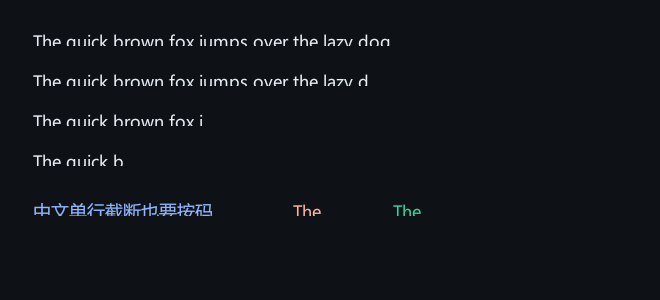 The quick brown fox jumps over the lazy dog
The quick brown fox jumps over the lazy d
The quick brown fox j
The quick b
中文单行截断也要按码 The The